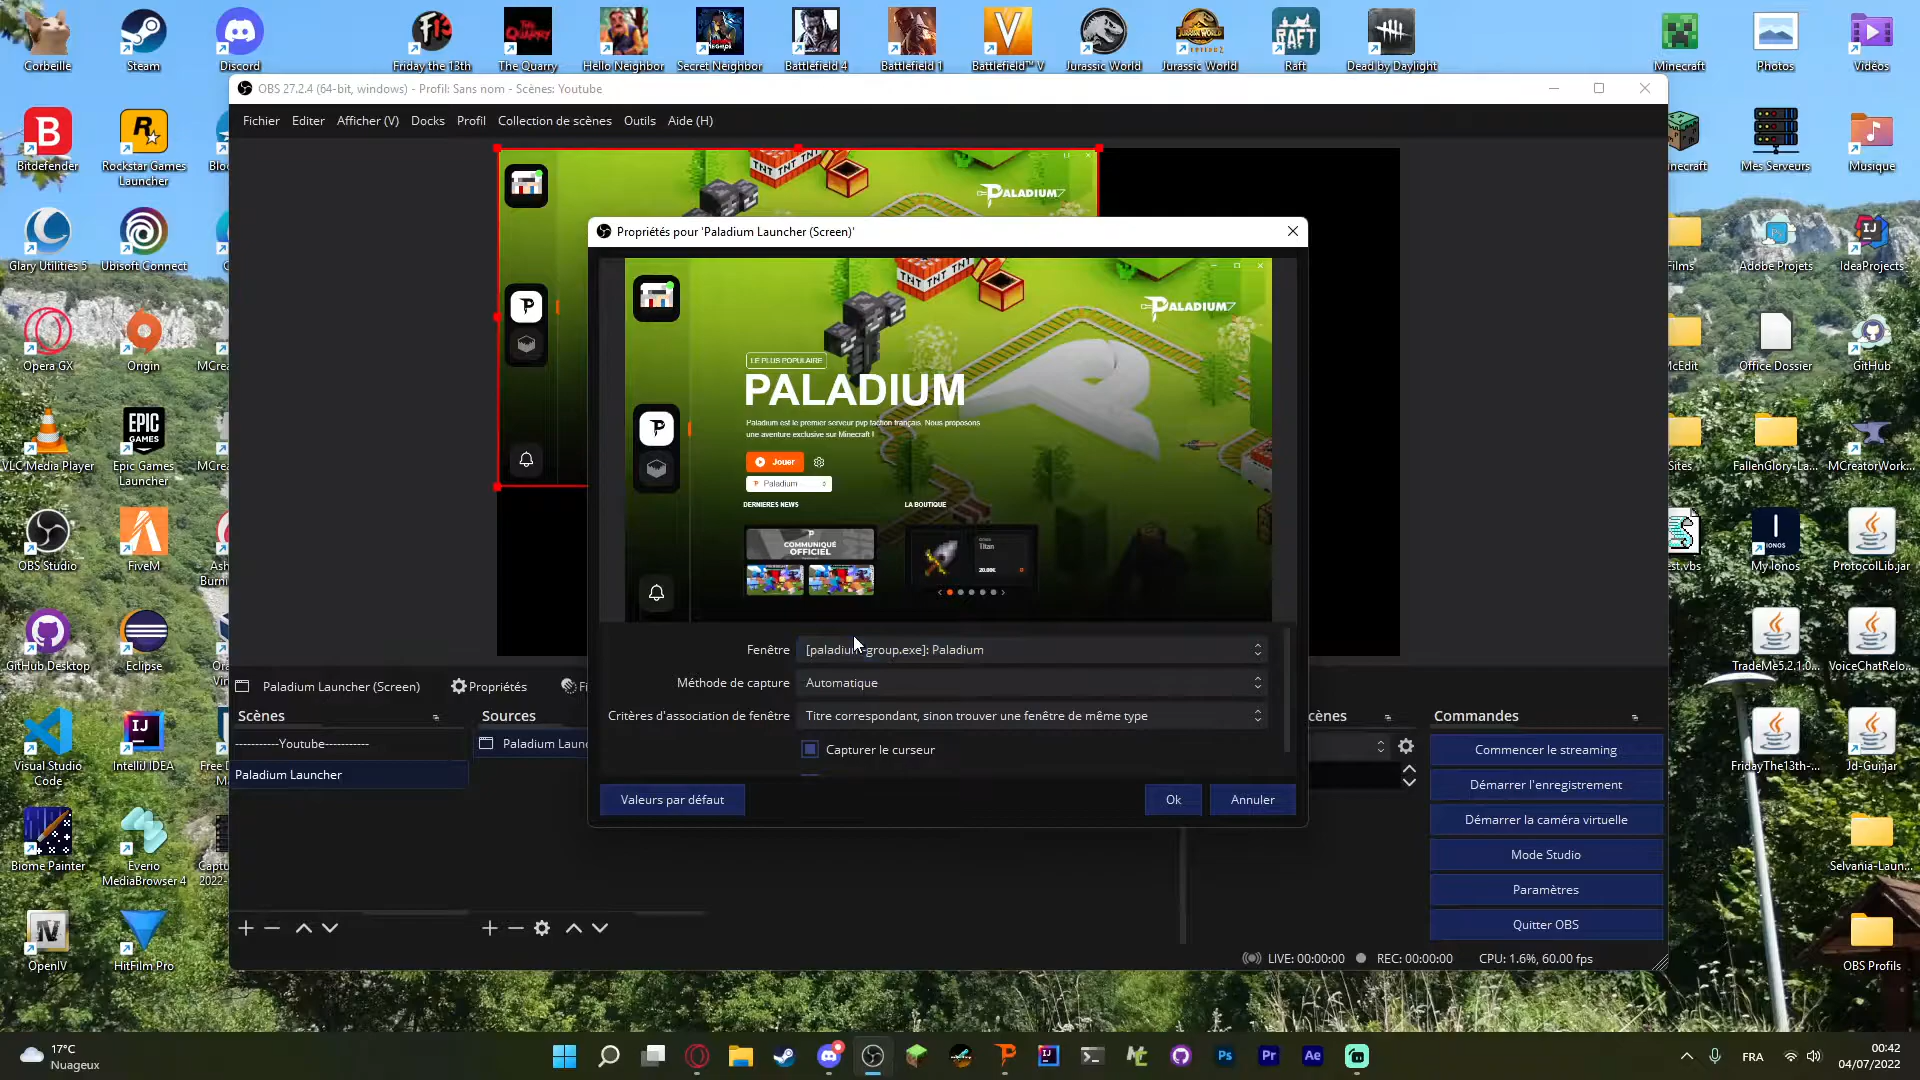 Corbeille
Steam
Discord
Friday the 13th
The Quarry
Hello Neighbor
Secret Neighbor
Battlefield 4
Battlefield 1
Battlefield™ V
Jurassic World
Jurassic World
Raft
Dead by Daylight
Minecraft
Photos
Vidéos
OBS 27.2.4 (64-bit, windows) - Profil: Sans nom - Scènes: Youtube
Fichier
Editer
Afficher (V)
Docks
Profil
Collection de scènes
Outils
Aide (H)
Bitdefender
Rockstar Games
Launcher
Mes Serveurs
Musique
Glary Utilities 5
Ubisoft Connect
Films
Adobe Projets
IdeaProjects
PALADIUM
Propriétés pour 'Paladium Launcher (Screen)'
PALADIUM
LE PLUS POPULAIRE
PALADIUM
Paladium est le premier serveur pvp faction français. Nous proposons
une aventure exclusive sur Minecraft !
Jouer
Paladium
DERNIERES NEWS
LA BOUTIQUE
COMMUNIQUÉ
OFFICIEL
Titan
Opera GX
Origin
McEdit
Office Dossier
GitHub
VLC Media Player
Epic Games
Launcher
Sites
FallenGlory-La...
MCreatorWork...
OBS Studio
FiveM
My Ionos
ProtocolLib.jar
GitHub Desktop
Eclipse
TradeMe5.2.1.0...
VoiceChatRelo...
Fenêtre
[paladium-group.exe]: Paladium
Méthode de capture
Automatique
Critères d'association de fenêtre
Titre correspondant, sinon trouver une fenêtre de même type
Capturer le curseur
Valeurs par défaut
Ok
Annuler
Paladium Launcher (Screen)
Propriétés
Scènes
Sources
-----------Youtube-----------
Paladium Launcher
Commandes
Commencer le streaming
Démarrer l'enregistrement
Démarrer la caméra virtuelle
Mode Studio
Paramètres
Quitter OBS
Visual Studio
Code
IntelliJ IDEA
FridayThe13th-...
Jd-Gui.jar
Biome Painter
Everio
MediaBrowser 4
Selvania-Laun...
OpenIV
HitFilm Pro
OBS Profils
LIVE: 00:00:00
REC: 00:00:00
CPU: 1.6%, 60.00 fps
17°C
Nuageux
FRA
00:42
04/07/2022